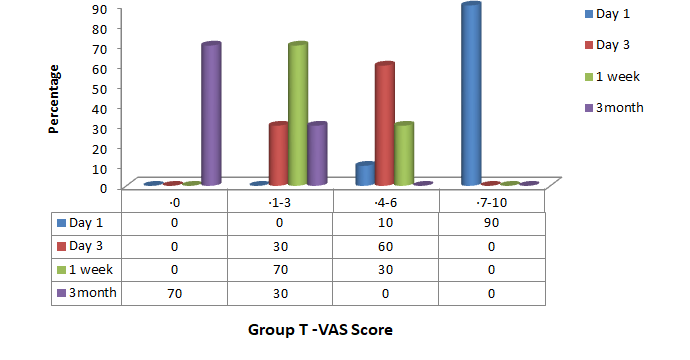 90
80
70
60
50
40
30
20
10
0
Percentage
Day 1
Day 3
1 week
3month
·0 ·1-3 ·4-6 ·7-10
Day 1 0 0 10 90
Day 3 0 30 60 0
1 week 0 70 30 0
3month 70 30 0 0
Group T -VAS Score